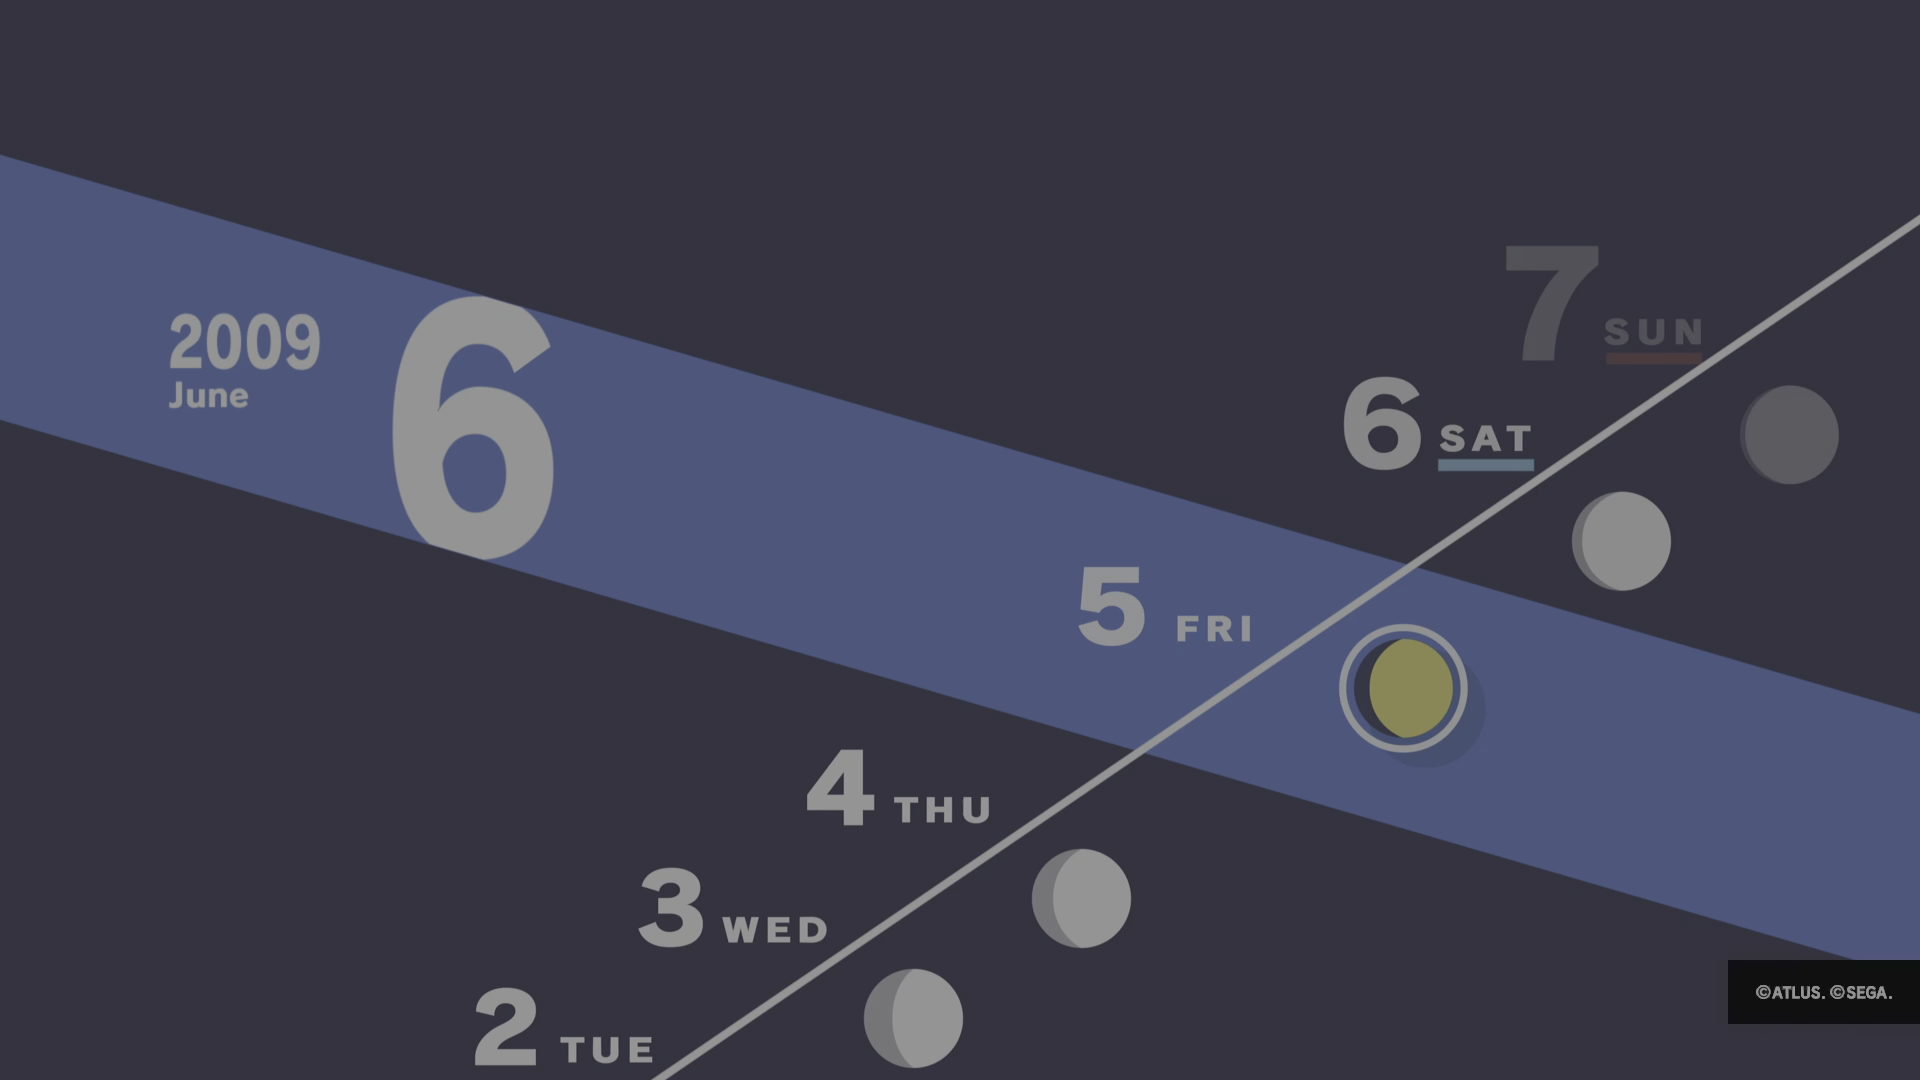 2009
June
6
7 SUN
6 SAT
5 FRI
4 THU
3 WED
2 TUE
©ATLUS. ©SEGA.